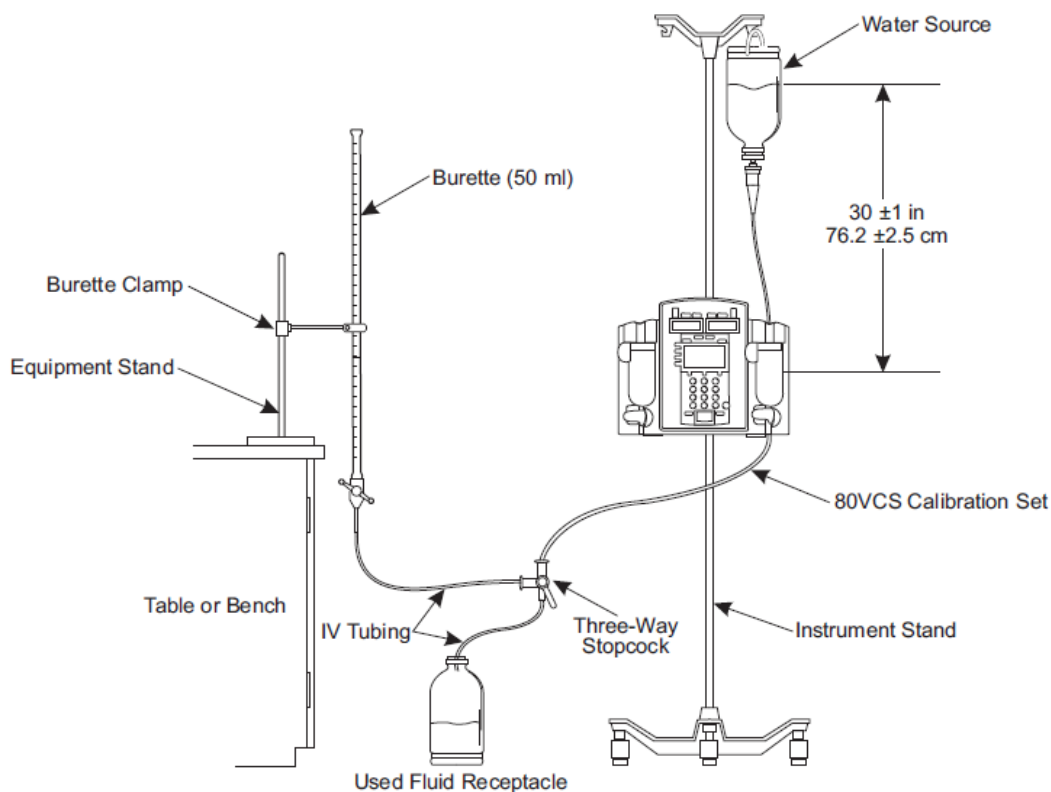 Water Source
Burette (50 ml)
30 ±1 in
76.2 ±2.5 cm
Burette Clamp
Equipment Stand
80VCS Calibration Set
Table or Bench
IV Tubing
Three-Way
Stopcock
Instrument Stand
Used Fluid Receptacle